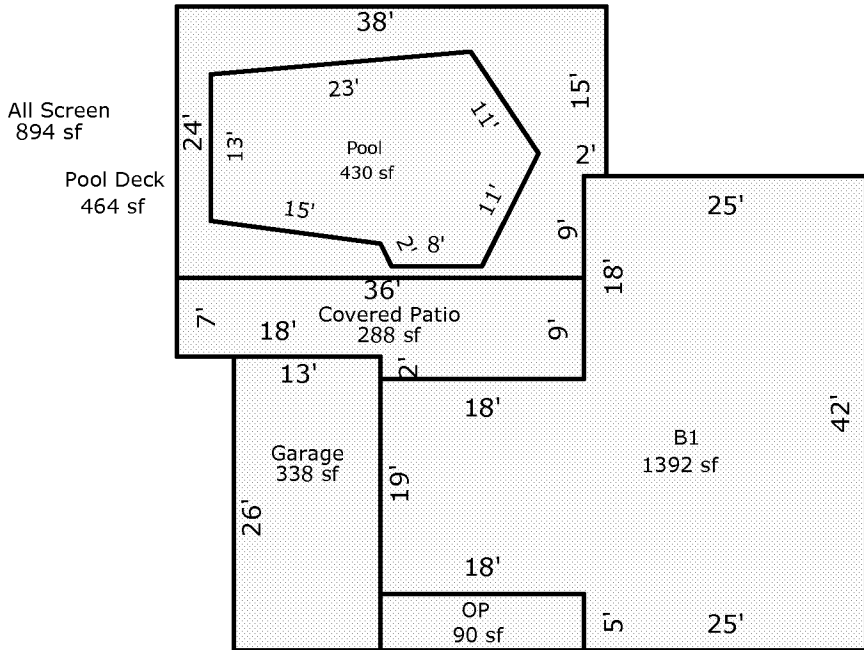 38'
23'
11'
15'
All Screen
894 sf
24'
13'
Pool
430 sf
2'
Pool Deck
464 sf
15'
11'
25'
2'
8'
9'
18'
36'
Covered Patio
288 sf
7'
18'
9'
2'
13'
18'
42'
Garage
338 sf
B1
1392 sf
19'
26'
18'
OP
90 sf
5'
25'